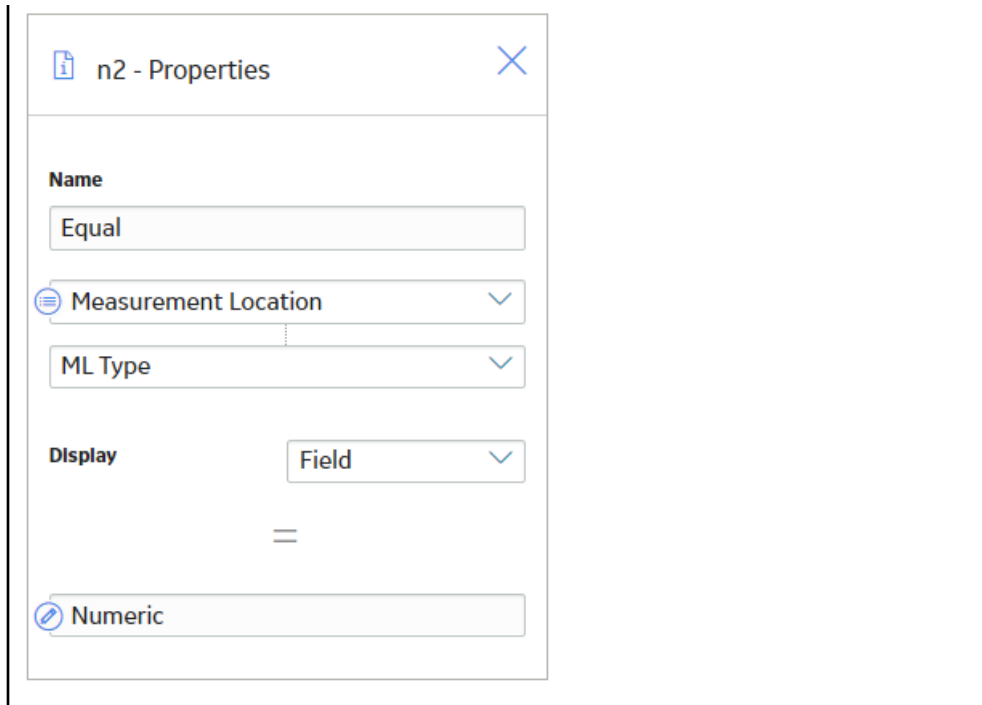 n2 - Properties
Name
Equal
Measurement Location
ML Type
DIsplay
Field
=
Numeric